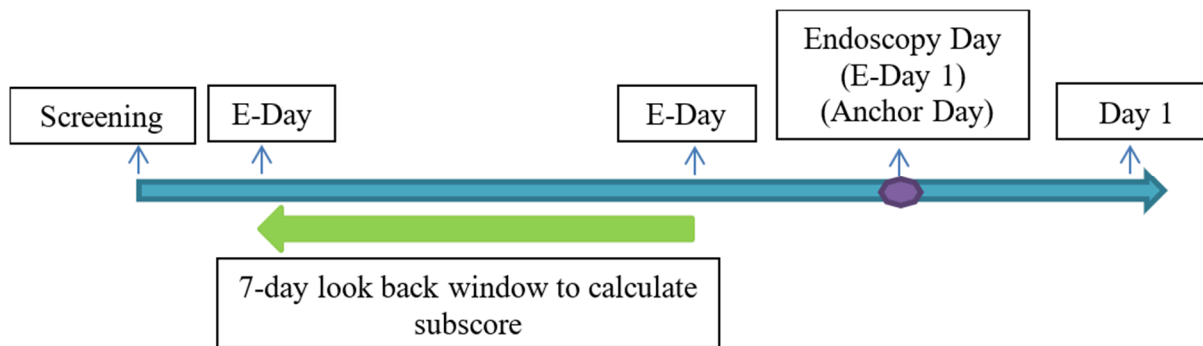 Screening
E-Day
E-Day
Endoscopy Day
(E-Day 1)
(Anchor Day)
Day 1
7-day look back window to calculate
subscore